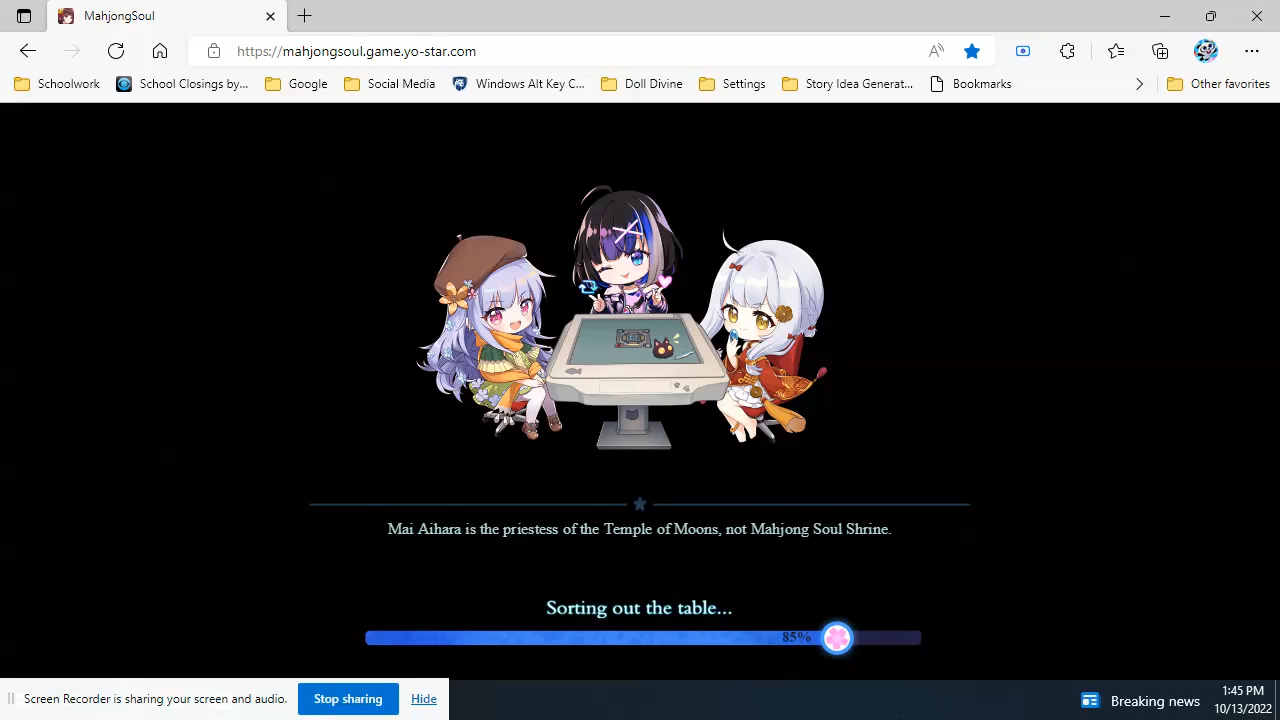 MahjongSoul
https://mahjongsoul.game.yo-star.com
Schoolwork
School Closings by...
Google
Social Media
Windows Alt Key C...
Doll Divine
Settings
Story Idea Generat...
Bookmarks
Other favorites
Mai Aihara is the priestess of the Temple of Moons, not Mahjong Soul Shrine.
Sorting out the table...
85%
Screen Recorder is sharing your screen and audio.
Stop sharing
Hide
Breaking news
1:45 PM
10/13/2022